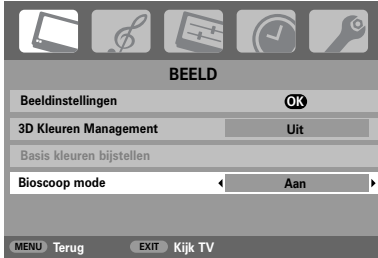 BEELD
Beeldinstellingen OK
3D Kleuren Management Uit
Basis kleuren bijstellen
Bioscoop mode Aan
MENU Terug EXIT Kijk TV